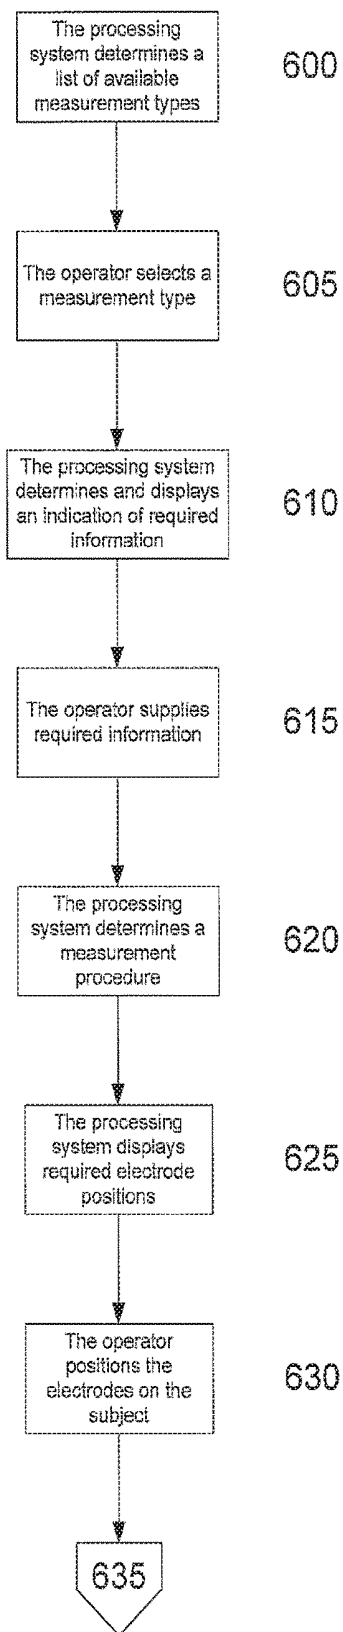 The processing
system determines a
list of available
measurement types
600
The operator selects a
measurement type
605
The processing system
determines and displays
an indication of required
information
610
The operator supplies
required information
615
The processing
system determines a
measurement
procedure
620
The processing
system displays
required electrode
positions
625
The operator
positions the
electrodes on the
subject
630
635